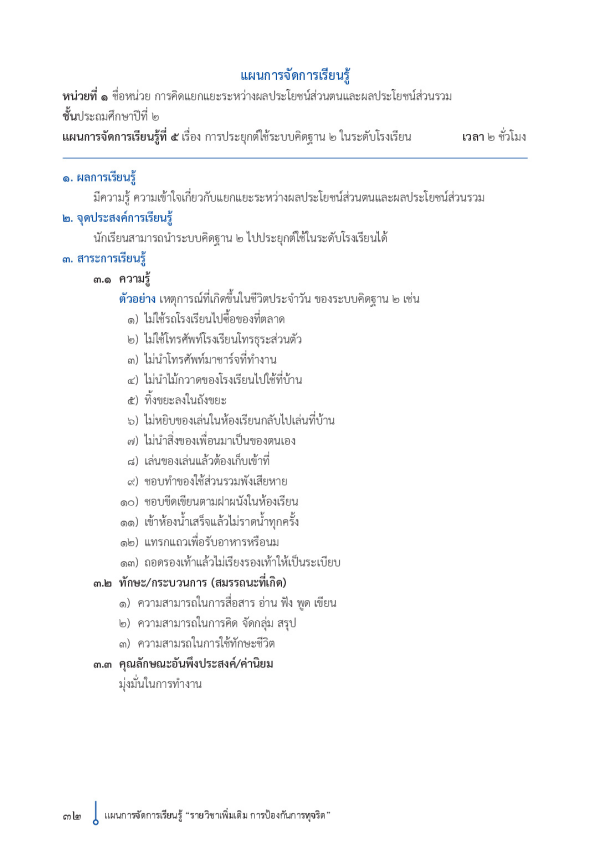 แผนการจัดการเรียนรู้
หน่วยที่ ๑ ชื่อหน่วย การคิดแยกแยะระหว่างผลประโยชน์ส่วนตนและผลประโยชน์ส่วนรวม
ชั้นประถมศึกษาปีที่ ๒
แผนการจัดการเรียนรู้ที่ ๕ เรื่อง การประยุกต์ใช้ระบบคิดฐาน ๒ ในระดับโรงเรียน เวลา ๒ ชั่วโมง
๑. ผลการเรียนรู้
มีความรู้ ความเข้าใจเกี่ยวกับแยกแยะระหว่างผลประโยชน์ส่วนตนและผลประโยชน์ส่วนรวม
๒. จุดประสงค์การเรียนรู้
นักเรียนสามารถนำระบบคิดฐาน ๒ ไปประยุกต์ใช้ในระดับโรงเรียนได้
๓. สาระการเรียนรู้
๓.๑ ความรู้
ตัวอย่าง เหตุการณ์ที่เกิดขึ้นในชีวิตประจำวัน ของระบบคิดฐาน ๒ เช่น
๑) ไม่ใช้รถโรงเรียนไปซื้อของที่ตลาด
๒) ไม่ใช้โทรศัพท์โรงเรียนโทรธุระส่วนตัว
๓) ไม่นำโทรศัพท์มาชาร์จที่ทำงาน
๔) ไม่นำไม้กวาดของโรงเรียนไปใช้ที่บ้าน
๕) ทิ้งขยะลงในถังขยะ
๖) ไม่หยิบของเล่นในห้องเรียนกลับไปเล่นที่บ้าน
๗) ไม่นำสิ่งของเพื่อนมาเป็นของตนเอง
๘) เล่นของเล่นแล้วต้องเก็บเข้าที่
๙) ชอบทำของใช้ส่วนรวมพังเสียหาย
๑๐) ชอบขีดเขียนตามฝาผนังในห้องเรียน
๑๑) เข้าห้องน้ำเสร็จแล้วไม่ราดน้ำทุกครั้ง
๑๒) แทรกแถวเพื่อรับอาหารหรือนม
๑๓) ถอดรองเท้าแล้วไม่เรียงรองเท้าให้เป็นระเบียบ
๓.๒ ทักษะ/กระบวนการ (สมรรถนะที่เกิด)
๑) ความสามารถในการสื่อสาร อ่าน ฟัง พูด เขียน
๒) ความสามารถในการคิด จัดกลุ่ม สรุป
๓) ความสามรถในการใช้ทักษะชีวิต
๓.๓ คุณลักษณะอันพึงประสงค์/ค่านิยม
มุ่งมั่นในการทำงาน
๓๒ แผนการจัดการเรียนรู้ “รายวิชาเพิ่มเติม การป้องกันการทุจริต”